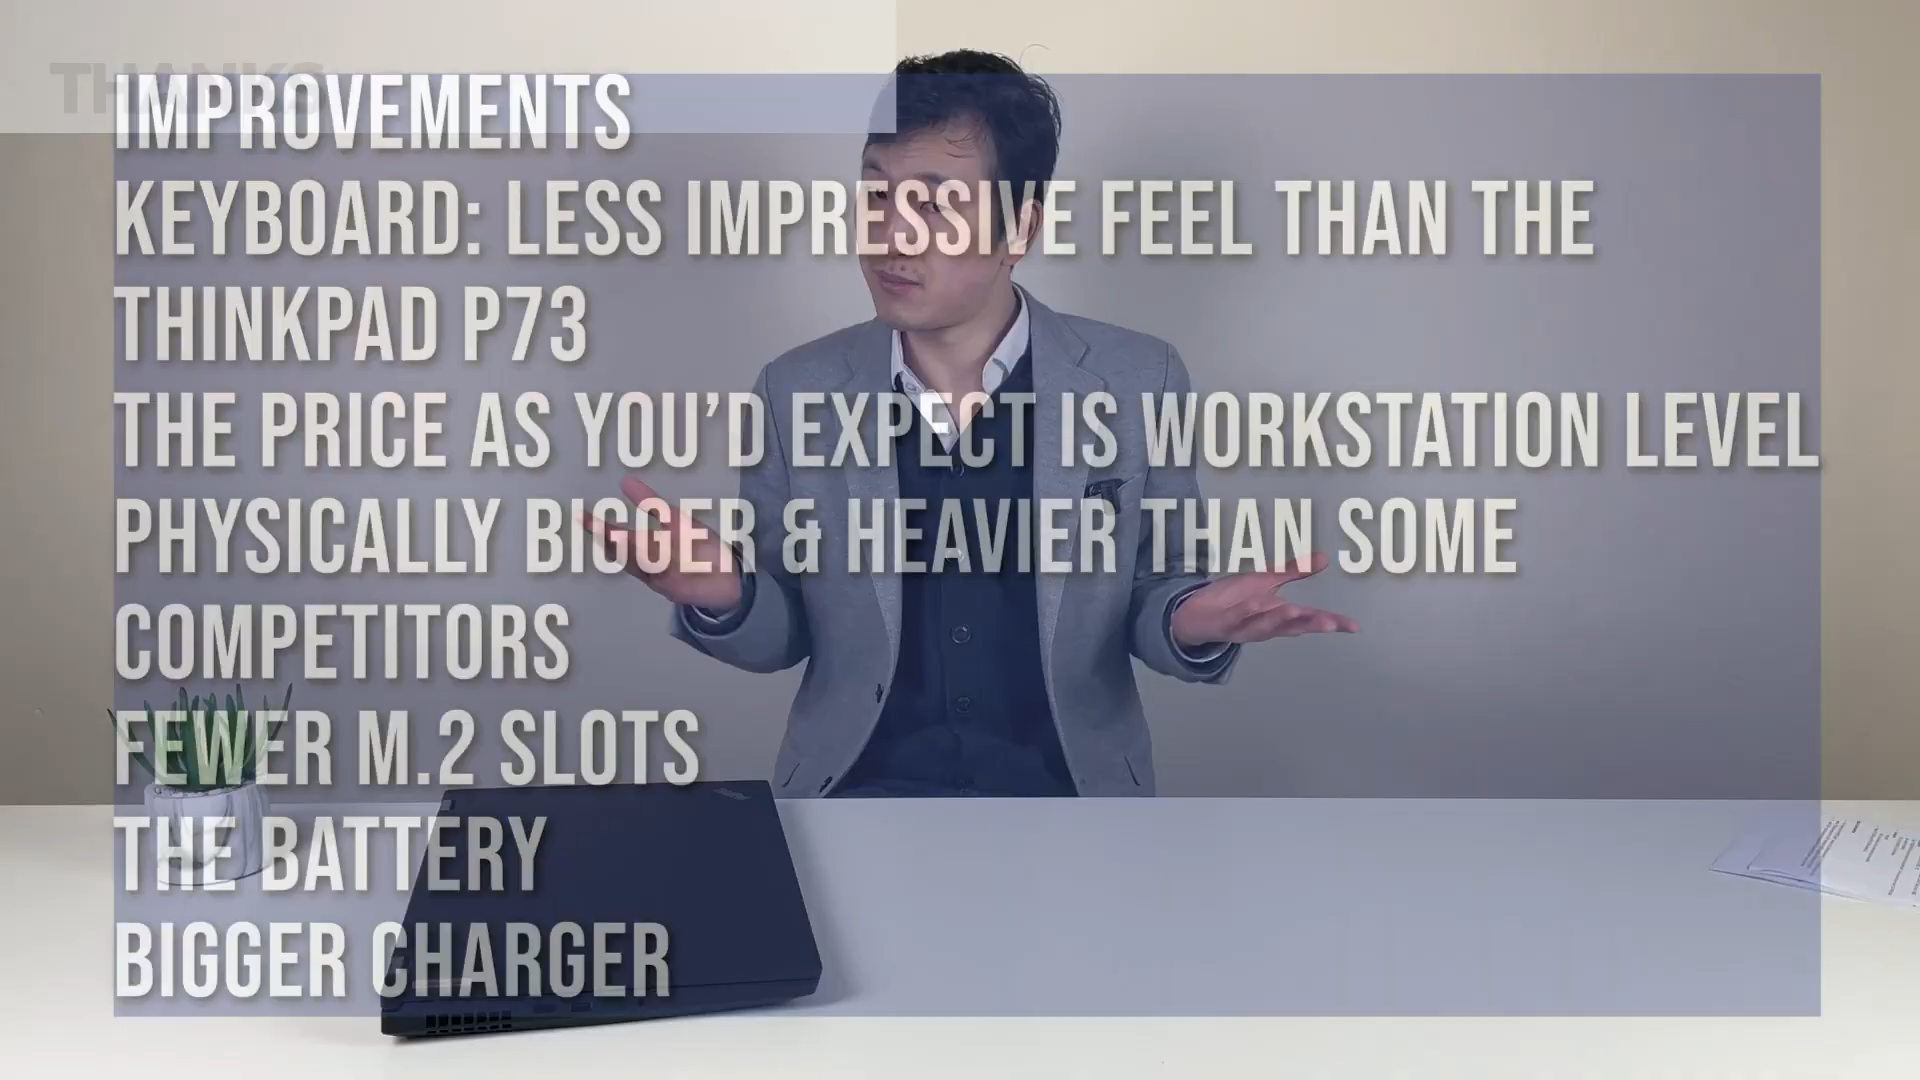 THANKS
IMPROVEMENTS
KEYBOARD: LESS IMPRESSIVE FEEL THAN THE
THINKPAD P73
THE PRICE AS YOU’D EXPECT IS WORKSTATION LEVEL
PHYSICALLY BIGGER & HEAVIER THAN SOME
COMPETITORS
FEWER M.2 SLOTS
THE BATTERY
BIGGER CHARGER